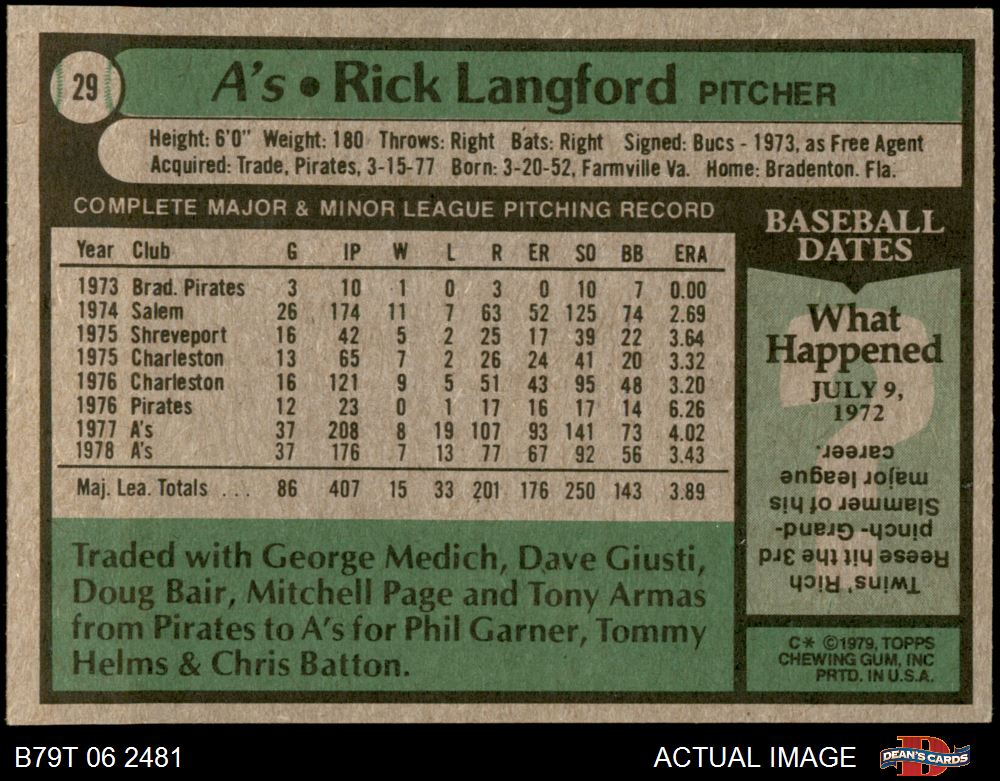 29
A's • Rick Langford PITCHER
Height: 6'0" Weight: 180 Throws: Right Bats: Right Signed: Bucs - 1973, as Free Agent
Acquired: Trade, Pirates, 3-15-77 Born: 3-20-52, Farmville Va. Home: Bradenton. Fla.
COMPLETE MAJOR & MINOR LEAGUE PITCHING RECORD
Year Club G IP W L R ER SO BB ERA
1973 Brad. Pirates 3 10 1 0 3 0 10 7 0.00
1974 Salem 26 174 11 7 63 52 125 74 2.69
1975 Shreveport 16 42 5 2 25 17 39 22 3.64
1975 Charleston 13 65 7 2 26 24 41 20 3.32
1976 Charleston 16 121 9 5 51 43 95 48 3.20
1976 Pirates 12 23 0 1 17 16 17 14 6.26
1977 A's 37 208 8 19 107 93 141 73 4.02
1978 A's 37 176 7 13 77 67 92 56 3.43
Maj. Lea. Totals ... 86 407 15 33 201 176 250 143 3.89
Traded with George Medich, Dave Giusti,
Doug Bair, Mitchell Page and Tony Armas
from Pirates to A's for Phil Garner, Tommy
Helms & Chris Batton.
BASEBALL
DATES
What
Happened
JULY 9,
1972
Twins' Rich
Reese hit the 3rd
pinch-Grand-
Slammer of his
major league
career.
C* ©1979, TOPPS
CHEWING GUM, INC
PRTD. IN U.S.A.
B79T 06 2481
ACTUAL IMAGE
DEAN'S CARDS